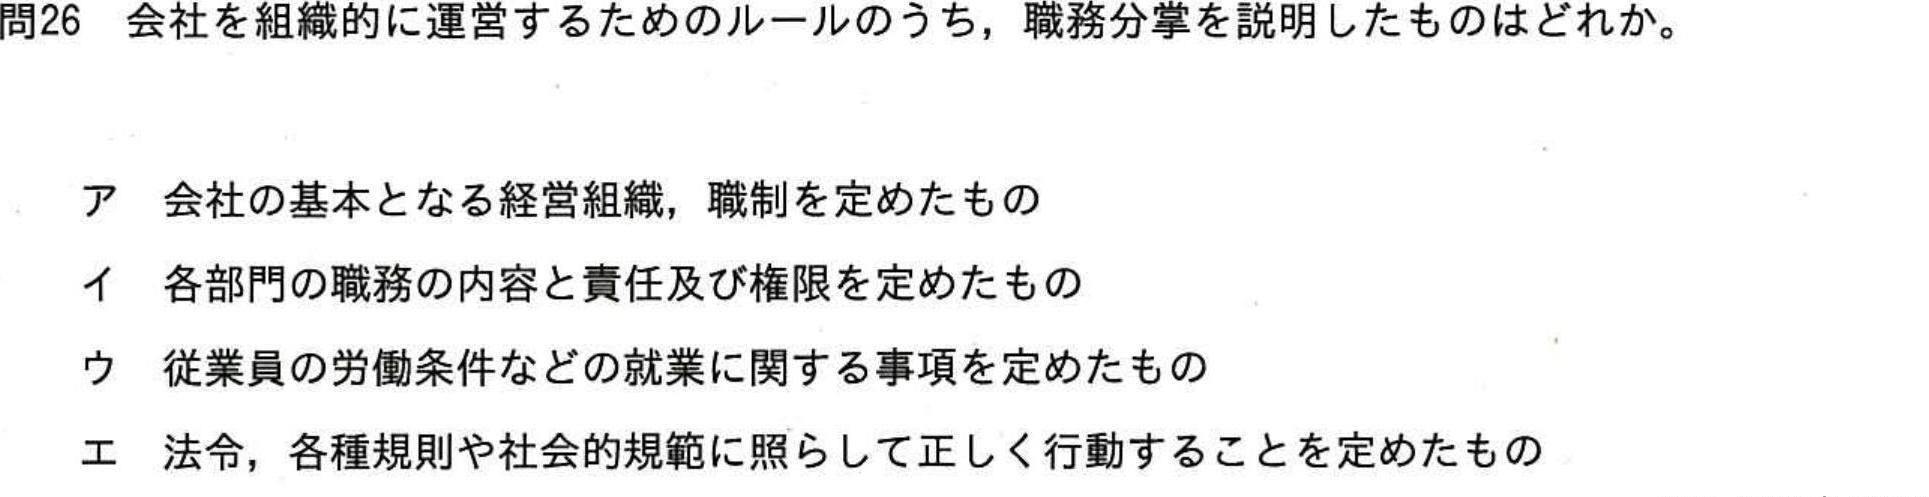 問26　会社を組織的に運営するためのルールのうち，職務分掌を説明したものはどれか。
ア　会社の基本となる経営組織，職制を定めたもの
イ　各部門の職務の内容と責任及び権限を定めたもの
ウ　従業員の労働条件などの就業に関する事項を定めたもの
エ　法令，各種規則や社会的規範に照らして正しく行動することを定めたもの